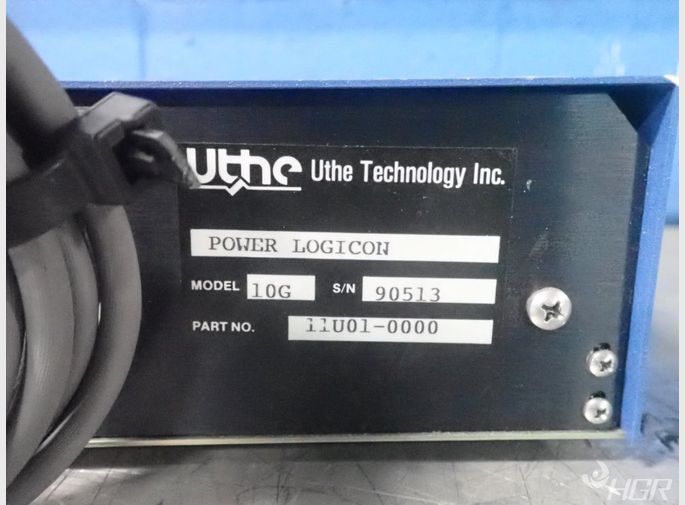 uthe Uthe Technology Inc.
POWER LOGICON
MODEL 10G S/N 90513
PART NO. 11U01-0000
HGR